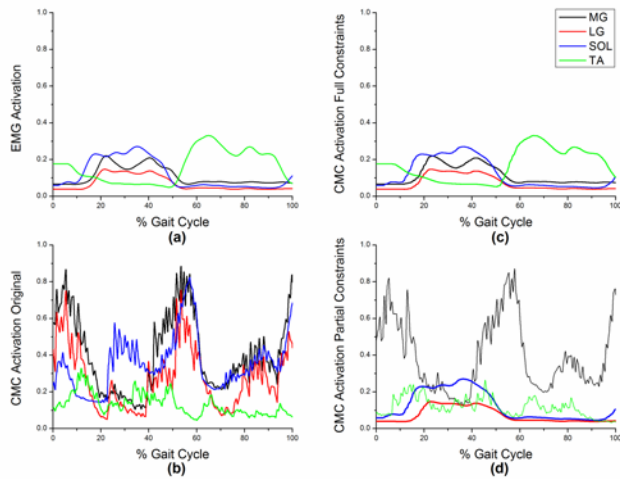 1.0
0.8
0.6
0.4
0.2
0.0
EMG Activation
0 20 40 60 80 100
% Gait Cycle
(a)
1.0
0.8
0.6
0.4
0.2
0.0
CMC Activation Full Constraints
MG
LG
SOL
TA
0 20 40 60 80 100
% Gait Cycle
(c)
1.0
0.8
0.6
0.4
0.2
0.0
CMC Activation Original
0 20 40 60 80 100
% Gait Cycle
(b)
1.0
0.8
0.6
0.4
0.2
0.0
CMC Activation Partial Constraints
0 20 40 60 80 100
% Gait Cycle
(d)